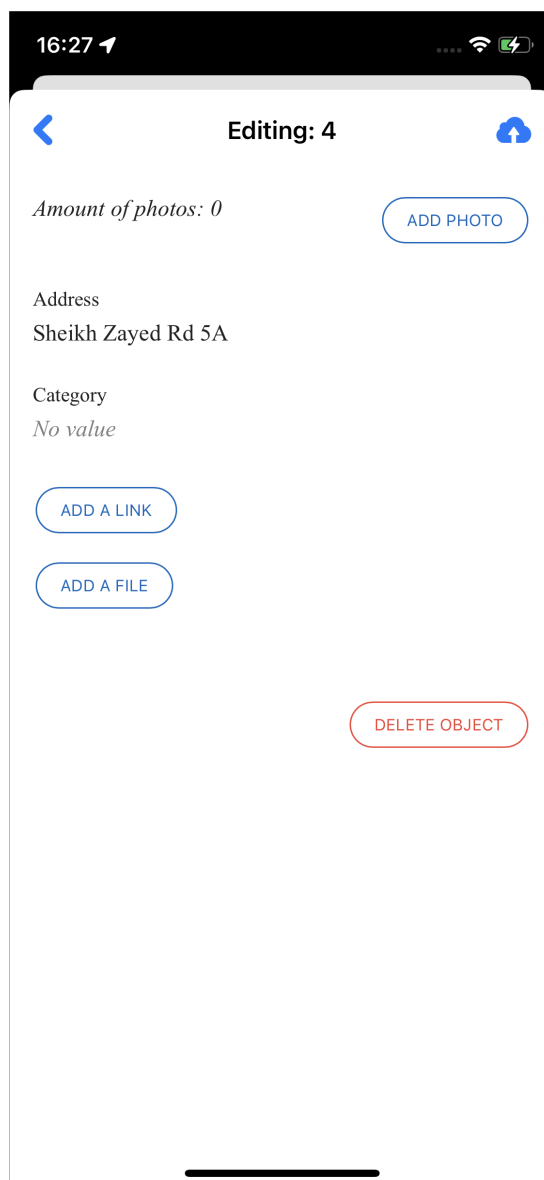 16:27
Editing: 4
Amount of photos: 0
ADD PHOTO
Address
Sheikh Zayed Rd 5A
Category
No value
ADD A LINK
ADD A FILE
DELETE OBJECT